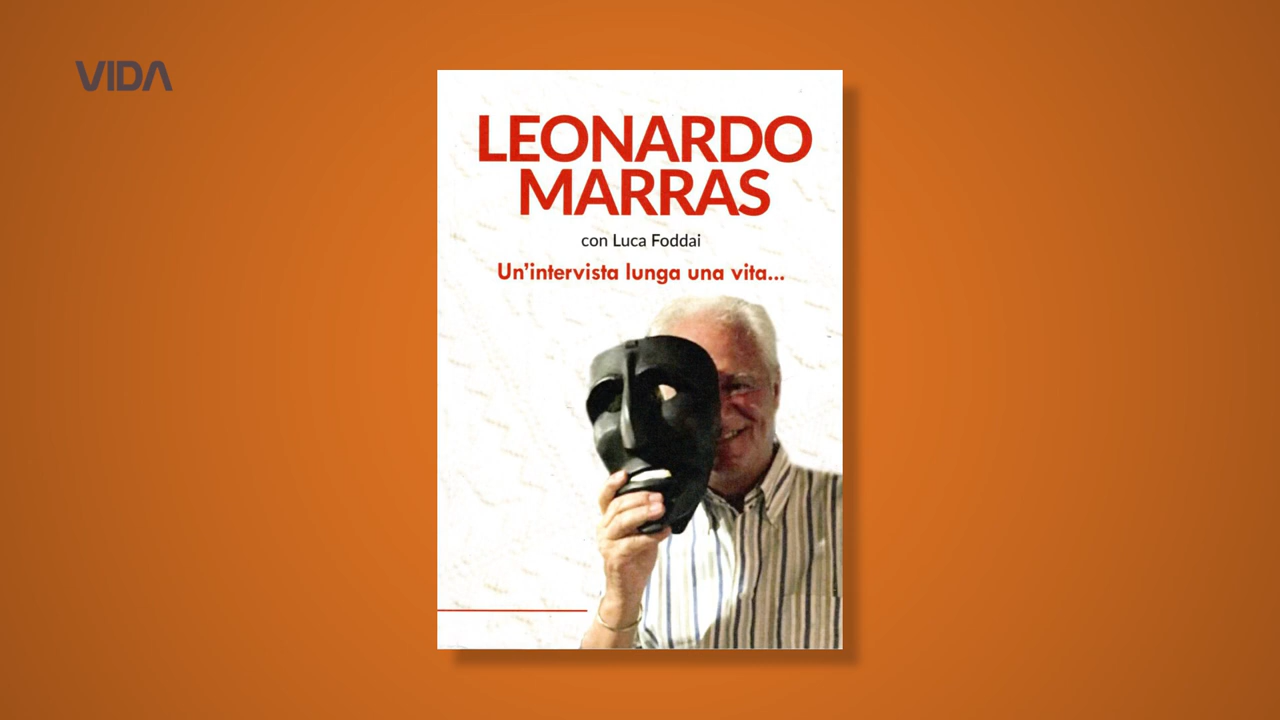 VIDA
LEONARDO
MARRAS
con Luca Foddai
Un'intervista lunga una vita...